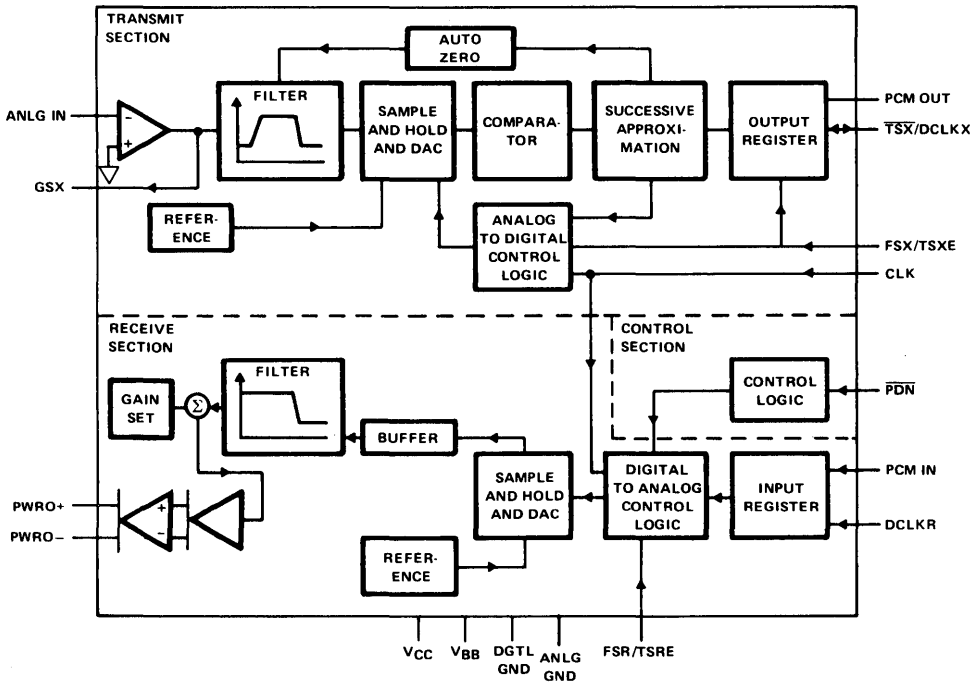 TRANSMIT
SECTION
AUTO
ZERO
ANLG IN
−
+
GSX
FILTER
SAMPLE
AND HOLD
AND DAC
COMPARA-
TOR
SUCCESSIVE
APPROXI-
MATION
OUTPUT
REGISTER
PCM OUT
TSX/DCLKX
REFER-
ENCE
ANALOG
TO DIGITAL
CONTROL
LOGIC
FSX/TSXE
CLK
RECEIVE
SECTION
CONTROL
SECTION
GAIN
SET
Σ
FILTER
BUFFER
CONTROL
LOGIC
PDN
SAMPLE
AND HOLD
AND DAC
DIGITAL
TO ANALOG
CONTROL
LOGIC
INPUT
REGISTER
PCM IN
DCLKR
PWRO+
PWRO−
+
−
REFER-
ENCE
VCC
VBB
DGTL
GND
ANLG
GND
FSR/TSRE